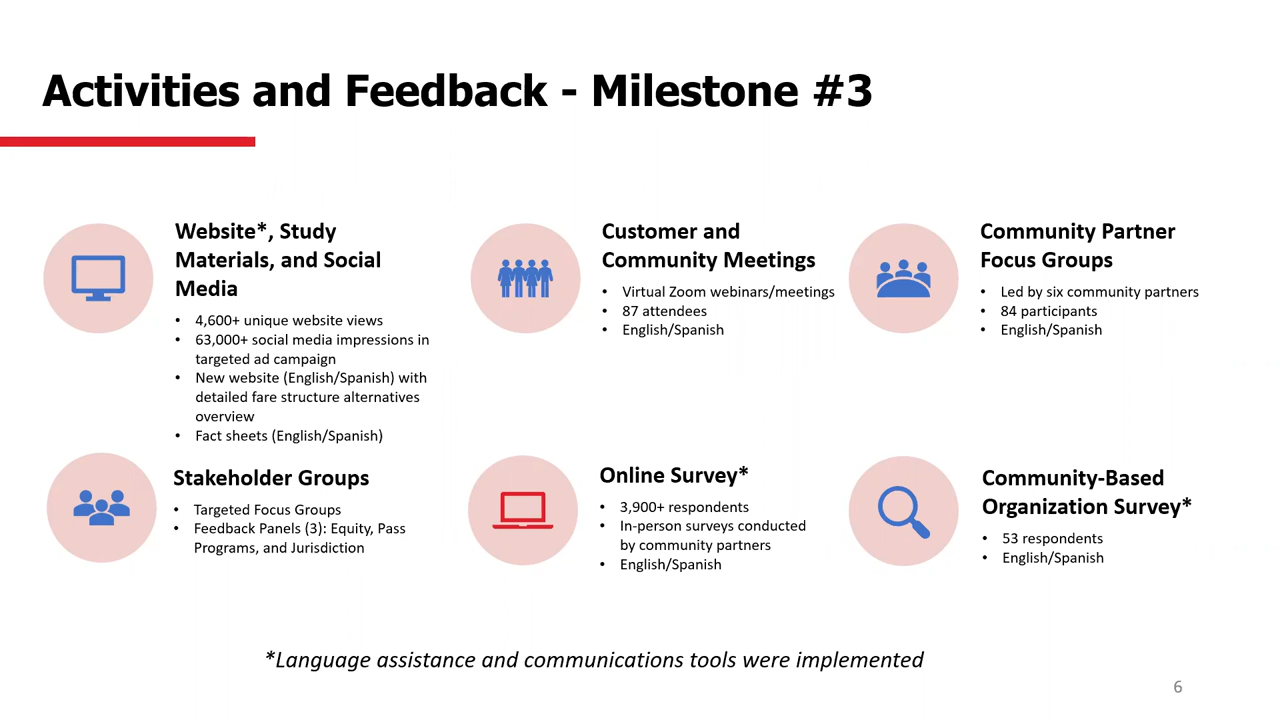 Activities and Feedback - Milestone #3
Website*, Study
Materials, and Social
Media
• 4,600+ unique website views
• 63,000+ social media impressions in
targeted ad campaign
• New website (English/Spanish) with
detailed fare structure alternatives
overview
• Fact sheets (English/Spanish)
Customer and
Community Meetings
• Virtual Zoom webinars/meetings
• 87 attendees
• English/Spanish
Community Partner
Focus Groups
• Led by six community partners
• 84 participants
• English/Spanish
Stakeholder Groups
• Targeted Focus Groups
• Feedback Panels (3): Equity, Pass
Programs, and Jurisdiction
Online Survey*
• 3,900+ respondents
• In-person surveys conducted
by community partners
• English/Spanish
Community-Based
Organization Survey*
• 53 respondents
• English/Spanish
*Language assistance and communications tools were implemented
6